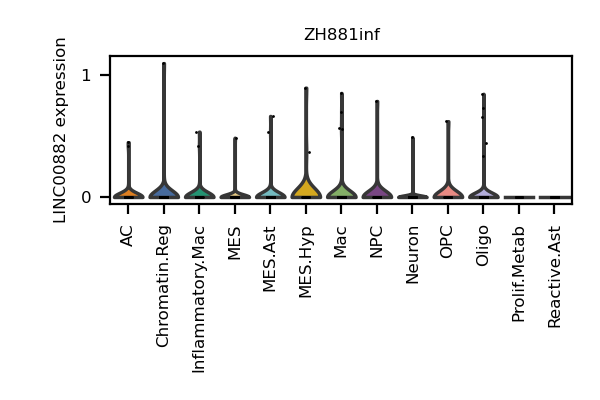 ZH881inf
LINC00882 expression
1
0
AC
Chromatin.Reg
Inflammatory.Mac
MES
MES.Ast
MES.Hyp
Mac
NPC
Neuron
OPC
Oligo
Prolif.Metab
Reactive.Ast